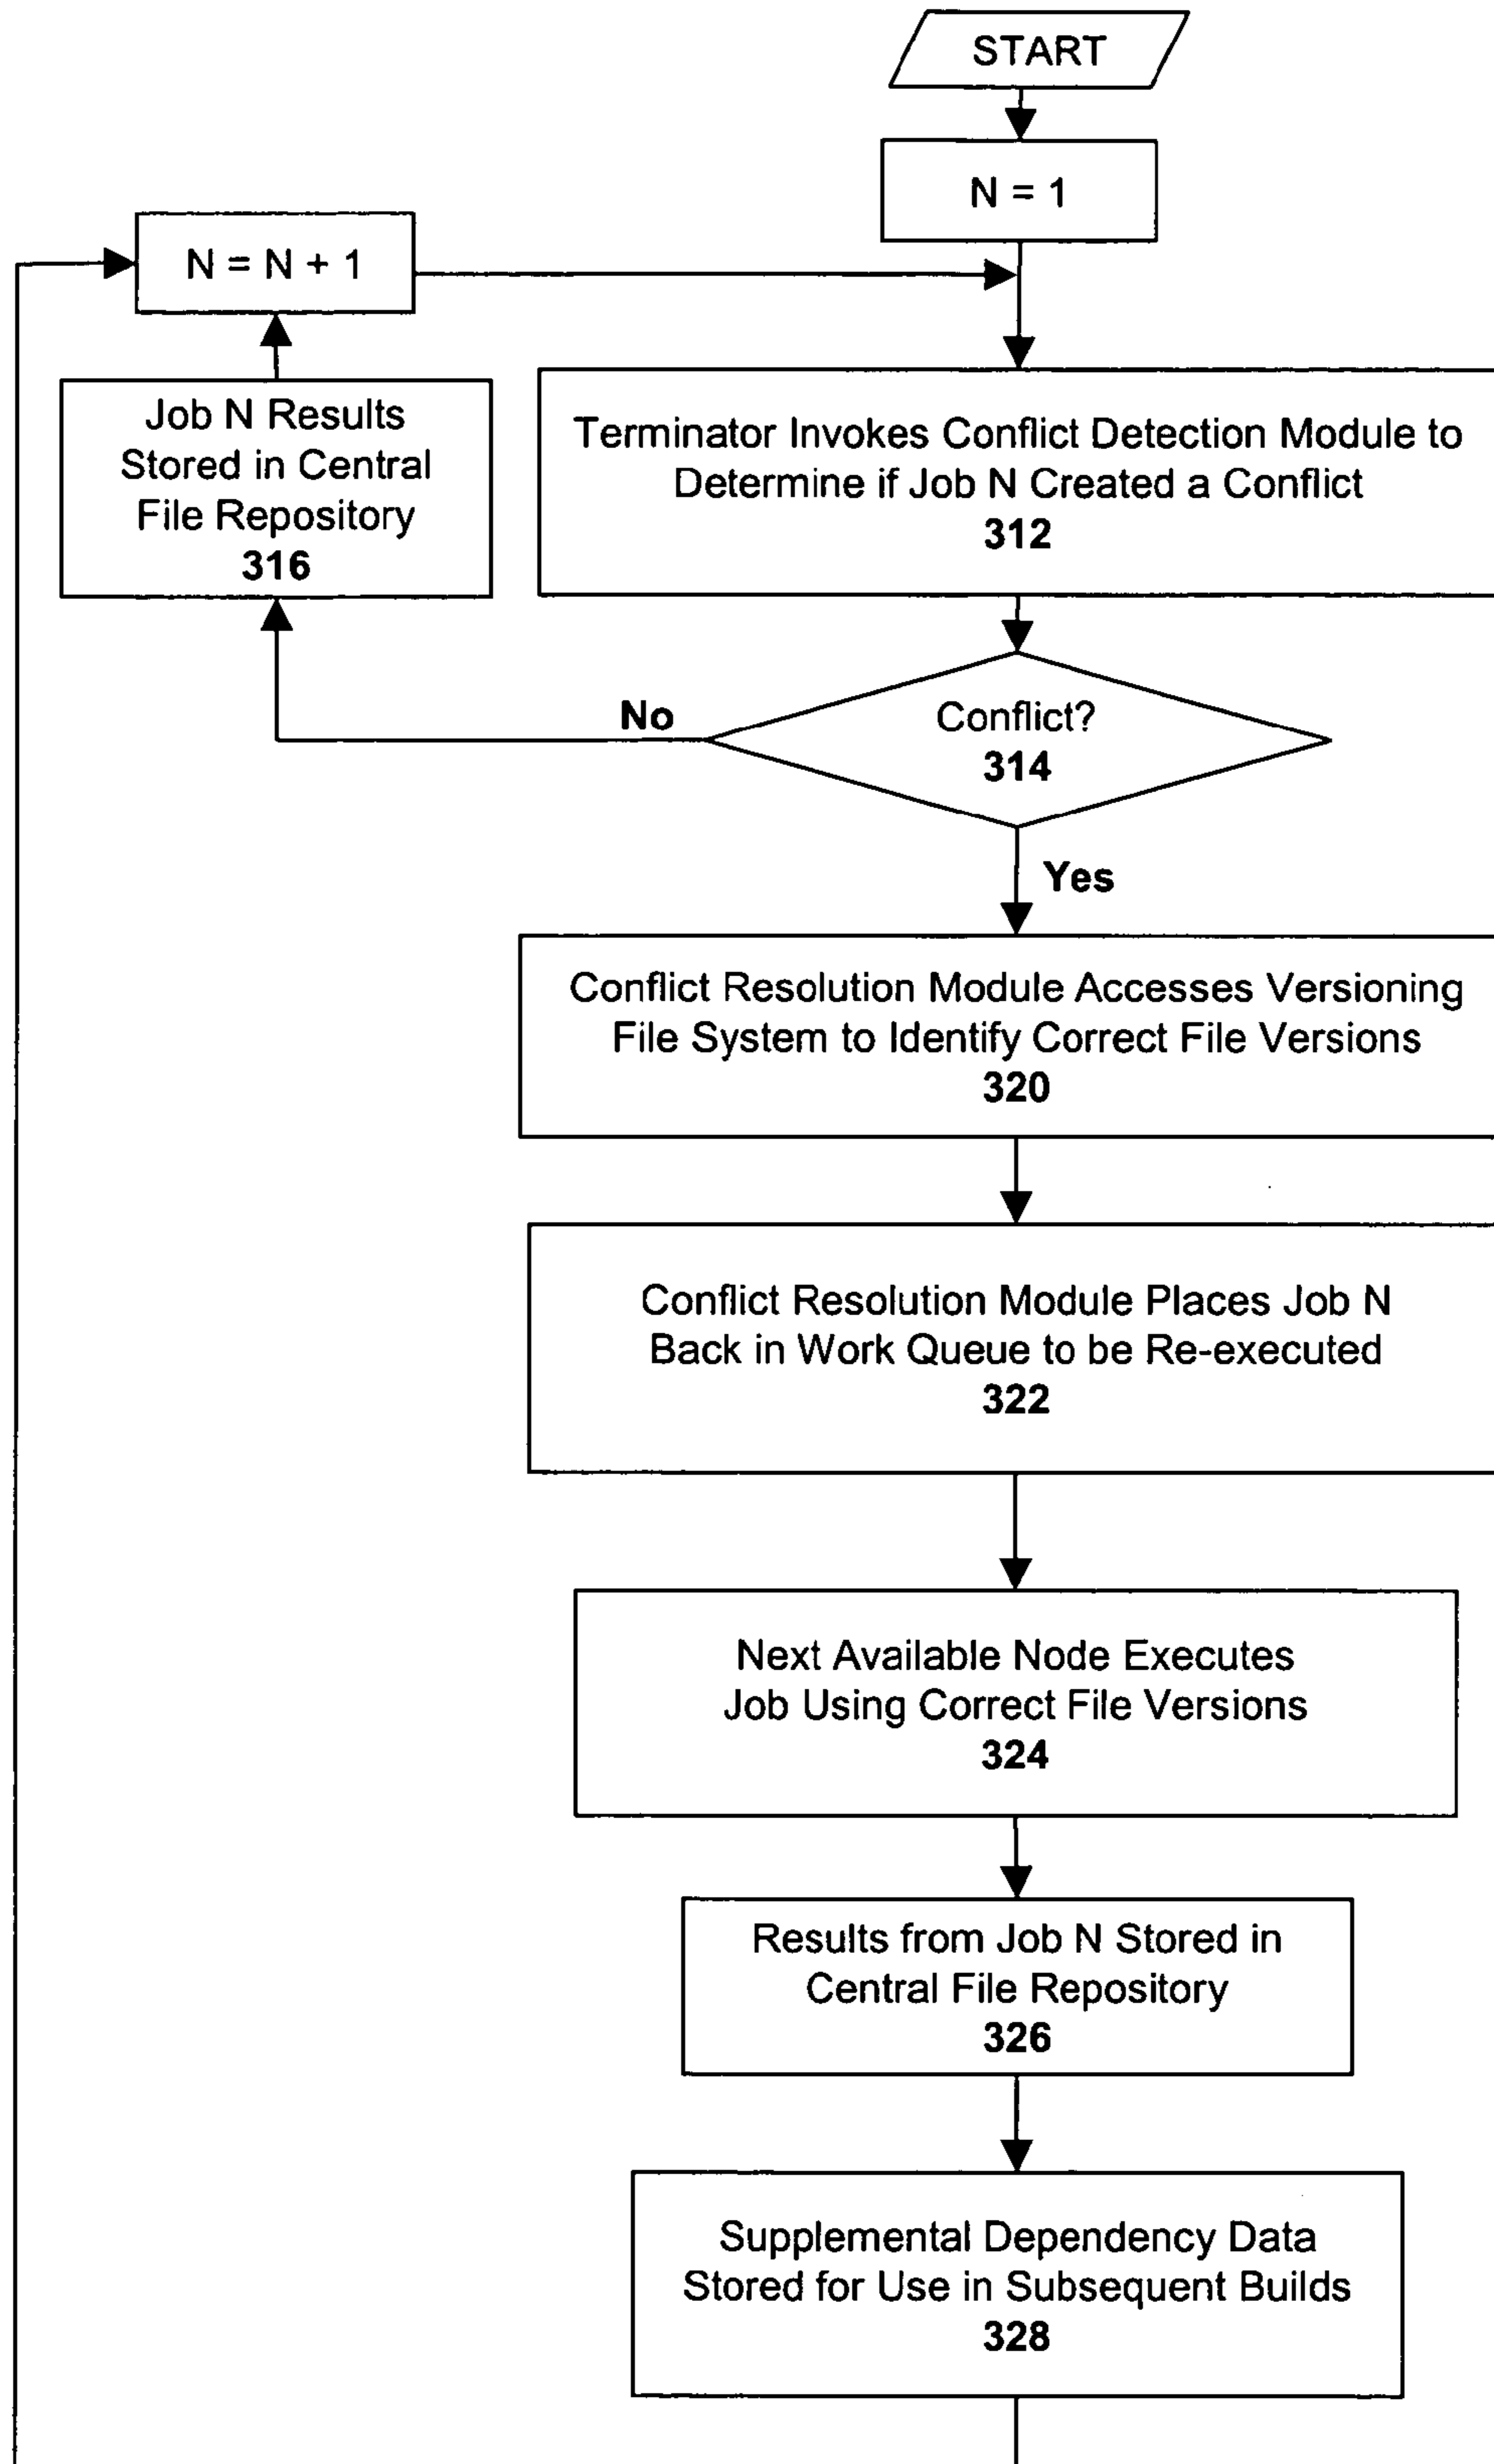 START
N = 1
N = N + 1
Job N Results
Stored in Central
File Repository
316
Terminator Invokes Conflict Detection Module to
Determine if Job N Created a Conflict
312
Conflict?
314
No
Yes
Conflict Resolution Module Accesses Versioning
File System to Identify Correct File Versions
320
Conflict Resolution Module Places Job N
Back in Work Queue to be Re-executed
322
Next Available Node Executes
Job Using Correct File Versions
324
Results from Job N Stored in
Central File Repository
326
Supplemental Dependency Data
Stored for Use in Subsequent Builds
328